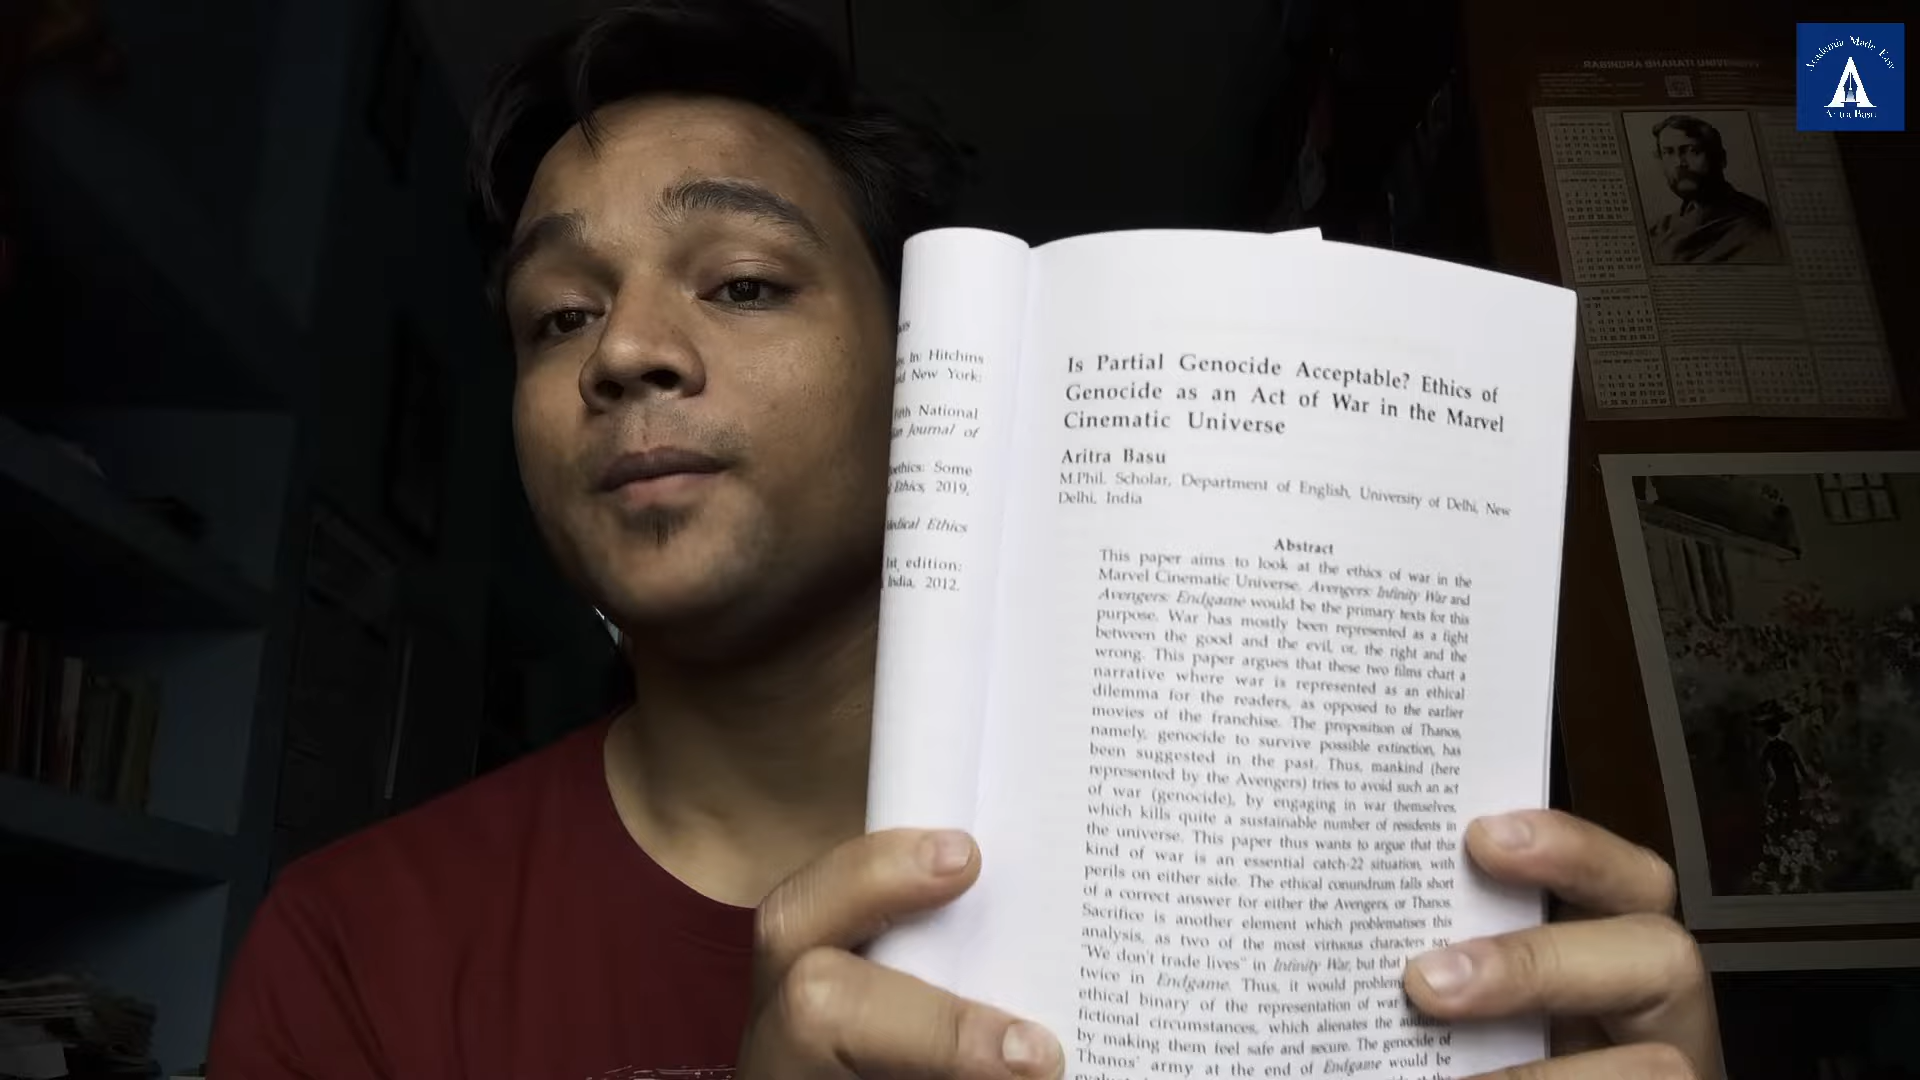 Academia Made Easy
Aritra Basu
RABINDRA BHARATI UNIVERSITY
In: Hitchins
New York:
National
Journal of
Some
Ethics, 2019,
Medical Ethics
edition:
India, 2012.
Is Partial Genocide Acceptable? Ethics of
Genocide as an Act of War in the Marvel
Cinematic Universe
Aritra Basu
M.Phil. Scholar, Department of English, University of Delhi, New
Delhi, India
Abstract
This paper aims to look at the ethics of war in the
Marvel Cinematic Universe. Avengers: Infinity War and
Avengers: Endgame would be the primary texts for this
purpose. War has mostly been represented as a fight
between the good and the evil, or, the right and the
wrong. This paper argues that these two films chart a
narrative where war is represented as an ethical
dilemma for the readers, as opposed to the earlier
movies of the franchise. The proposition of Thanos,
namely, genocide to survive possible extinction, has
been suggested in the past. Thus, mankind (here
represented by the Avengers) tries to avoid such an act
of war (genocide), by engaging in war themselves,
which kills quite a sustainable number of residents in
the universe. This paper thus wants to argue that this
kind of war is an essential catch-22 situation, with
perils on either side. The ethical conundrum falls short
of a correct answer for either the Avengers, or Thanos.
Sacrifice is another element which problematises this
analysis, as two of the most virtuous characters say
"We don't trade lives" in Infinity War, but that
twice in Endgame. Thus, it would
ethical binary of the representation of war
fictional circumstances, which alienates the
by making them feel safe and secure. The genocide of
Thanos' army at the end of Endgame would be